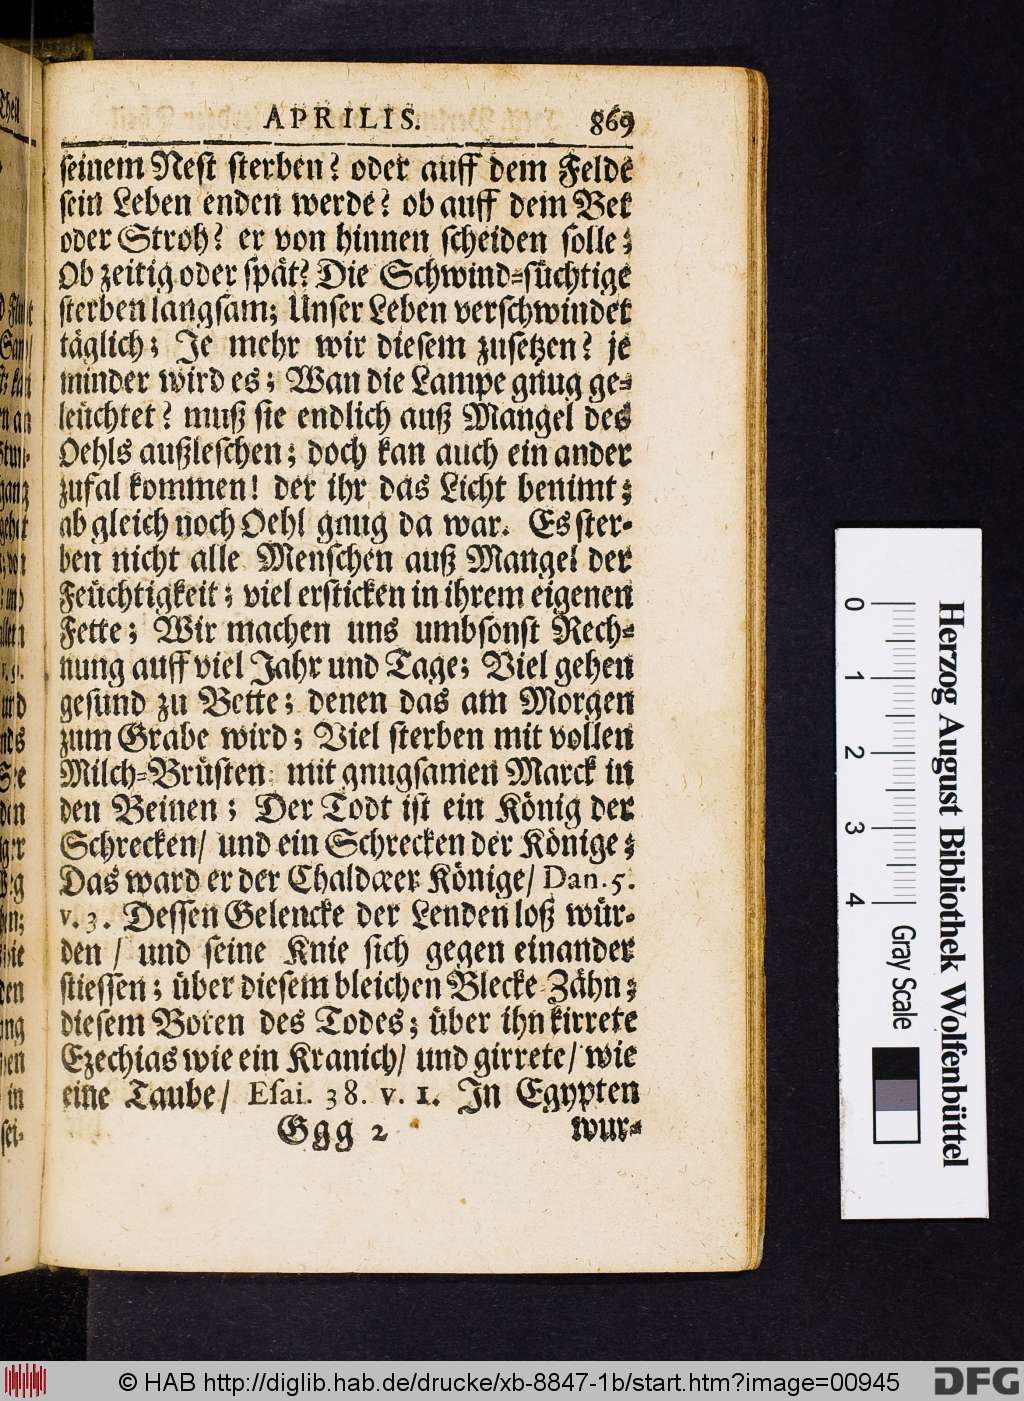 APRILIS. 869
seinem Nest sterben? oder auff dem Felde
sein Leben enden werde? ob auff dem Bet
oder Stroh? er von hinnen scheiden solle;
Ob zeitig oder spät? Die Schwind-süchtige
sterben langsam; Unser Leben verschwindet
täglich; Je mehr wir diesem zusetzen? je
minder wird es; Wan die Lampe gnug ge-
leüchtet? muß sie endlich auß Mangel des
Oehls außleschen; doch kan auch ein ander
zufal kommen! der ihr das Licht benimt;
ab gleich noch Oehl gnug da war. Es ster-
ben nicht alle Menschen auß Mangel der
Feüchtigkeit; viel ersticken in ihrem eigenen
Fette; Wir machen uns umbsonst Rech-
nung auff viel Jahr und Tage; Viel gehen
gesund zu Bette; denen das am Morgen
zum Grabe wird; Viel sterben mit vollen
Milch-Brüsten mit gnugsamen Marck in
den Beinen; Der Todt ist ein König der
Schrecken/ und ein Schrecken der Könige;
Das ward er der Chaldæer Könige/ Dan. 5.
v. 3. Dessen Gelencke der Lenden loß wür-
den / und seine Knie sich gegen einander
stiessen; über diesem bleichen Blecke-Zähn;
diesem Boten des Todes; über ihn kirrete
Ezechias wie ein Kranich/ und girrete/ wie
eine Taube/ Esai. 38. v. 1. In Egypten
Ggg 2 wur-
Herzog August Bibliothek Wolfenbüttel
0 1 2 3 4 Gray Scale
© HAB http://diglib.hab.de/drucke/xb-8847-1b/start.htm?image=00945
DFG